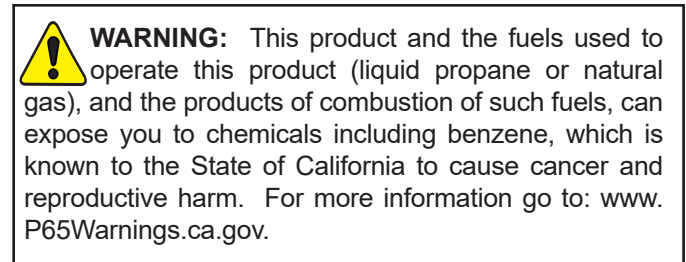 WARNING: This product and the fuels used to
operate this product (liquid propane or natural
gas), and the products of combustion of such fuels, can
expose you to chemicals including benzene, which is
known to the State of California to cause cancer and
reproductive harm. For more information go to: www.
P65Warnings.ca.gov.